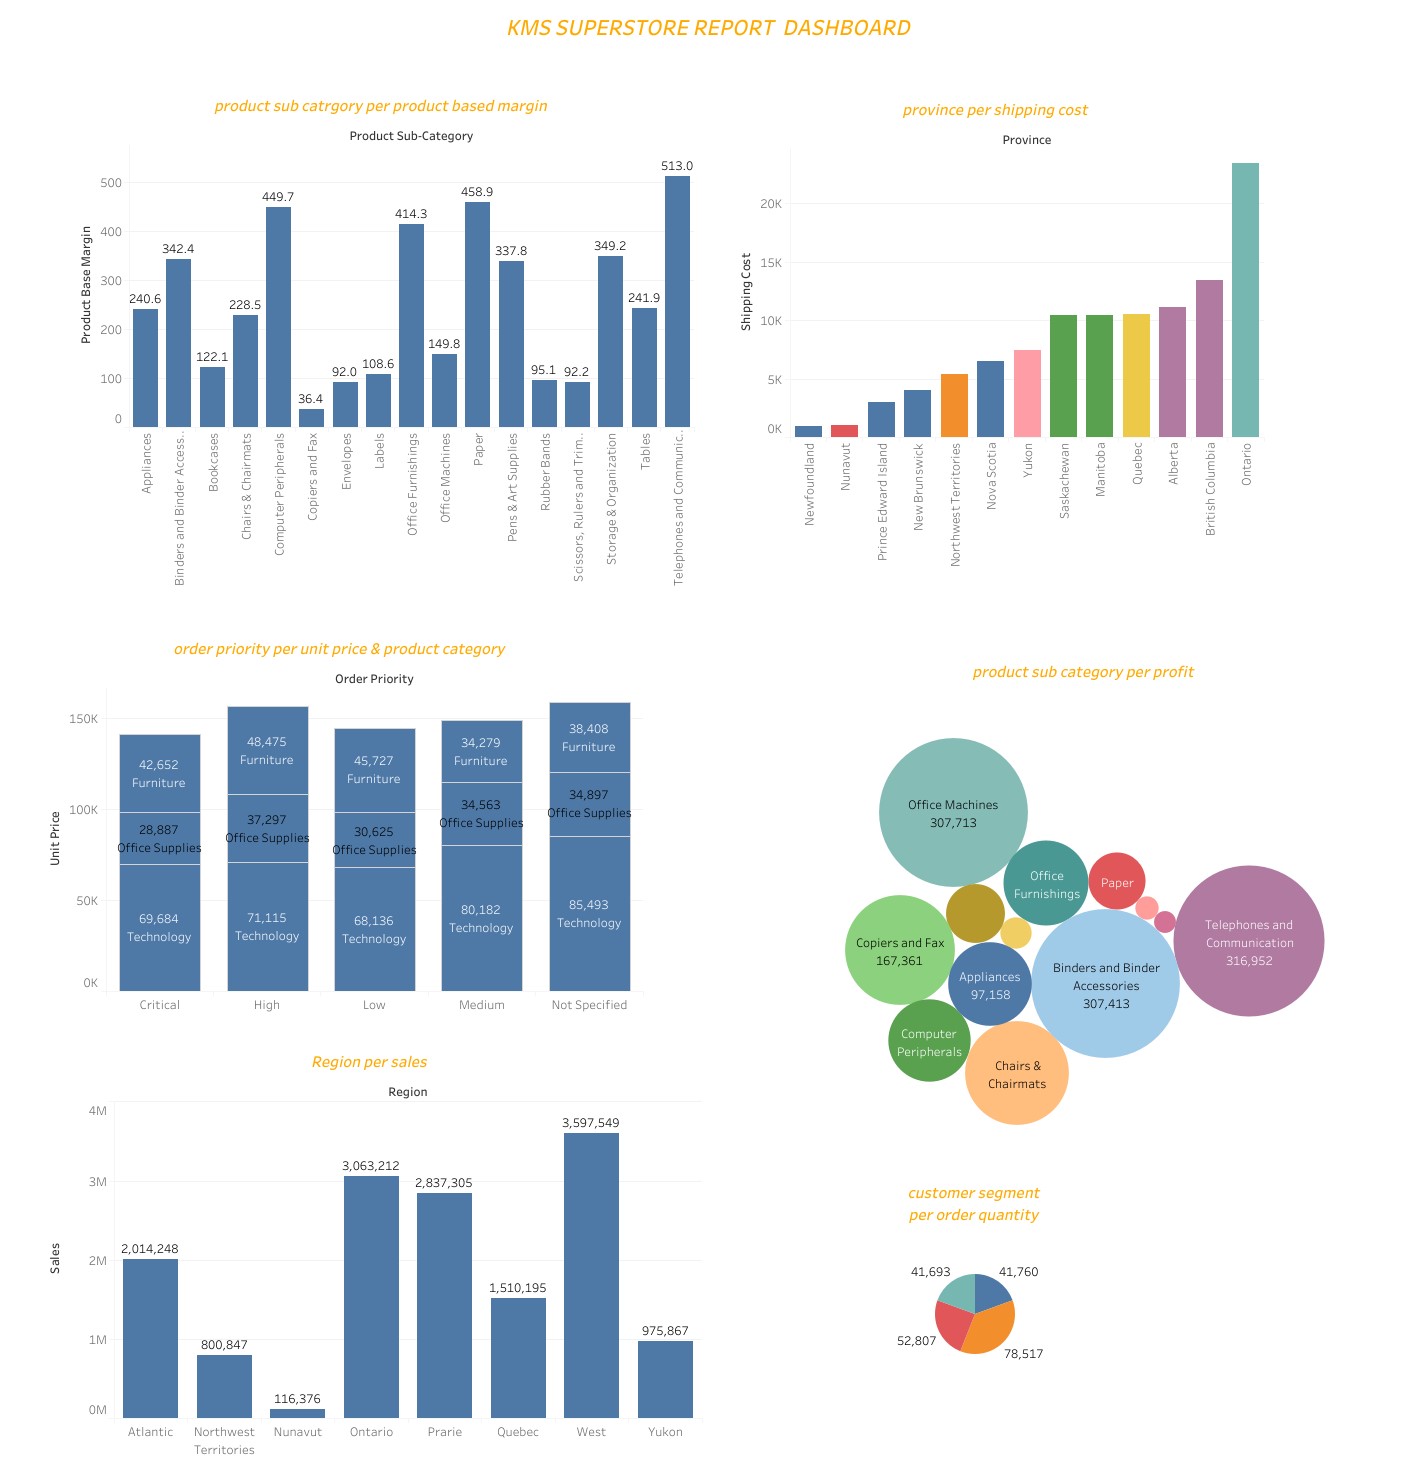 KMS SUPERSTORE REPORT DASHBOARD
product sub catrgory per product based margin
Product Sub-Category
Product Base Margin
500
400
300
200
100
0
240.6
342.4
122.1
228.5
449.7
36.4
92.0
108.6
414.3
149.8
458.9
337.8
95.1
92.2
349.2
241.9
513.0
Appliances
Binders and Binder Access..
Bookcases
Chairs & Chairmats
Computer Peripherals
Copiers and Fax
Envelopes
Labels
Office Furnishings
Office Machines
Paper
Pens & Art Supplies
Rubber Bands
Scissors, Rulers and Trim..
Storage & Organization
Tables
Telephones and Communic..
province per shipping cost
Province
Shipping Cost
20K
15K
10K
5K
0K
Newfoundland
Nunavut
Prince Edward Island
New Brunswick
Northwest Territories
Nova Scotia
Yukon
Saskachewan
Manitoba
Quebec
Alberta
British Columbia
Ontario
order priority per unit price & product category
Order Priority
Unit Price
150K
100K
50K
0K
42,652
Furniture
28,887
Office Supplies
69,684
Technology
48,475
Furniture
37,297
Office Supplies
71,115
Technology
45,727
Furniture
30,625
Office Supplies
68,136
Technology
34,279
Furniture
34,563
Office Supplies
80,182
Technology
38,408
Furniture
34,897
Office Supplies
85,493
Technology
Critical
High
Low
Medium
Not Specified
product sub category per profit
Office Machines
307,713
Office
Furnishings
Paper
Telephones and
Communication
316,952
Copiers and Fax
167,361
Appliances
97,158
Binders and Binder
Accessories
307,413
Computer
Peripherals
Chairs &
Chairmats
Region per sales
Region
Sales
4M
3M
2M
1M
0M
2,014,248
800,847
116,376
3,063,212
2,837,305
1,510,195
3,597,549
975,867
Atlantic
Northwest
Territories
Nunavut
Ontario
Prarie
Quebec
West
Yukon
customer segment
per order quantity
41,693
41,760
52,807
78,517